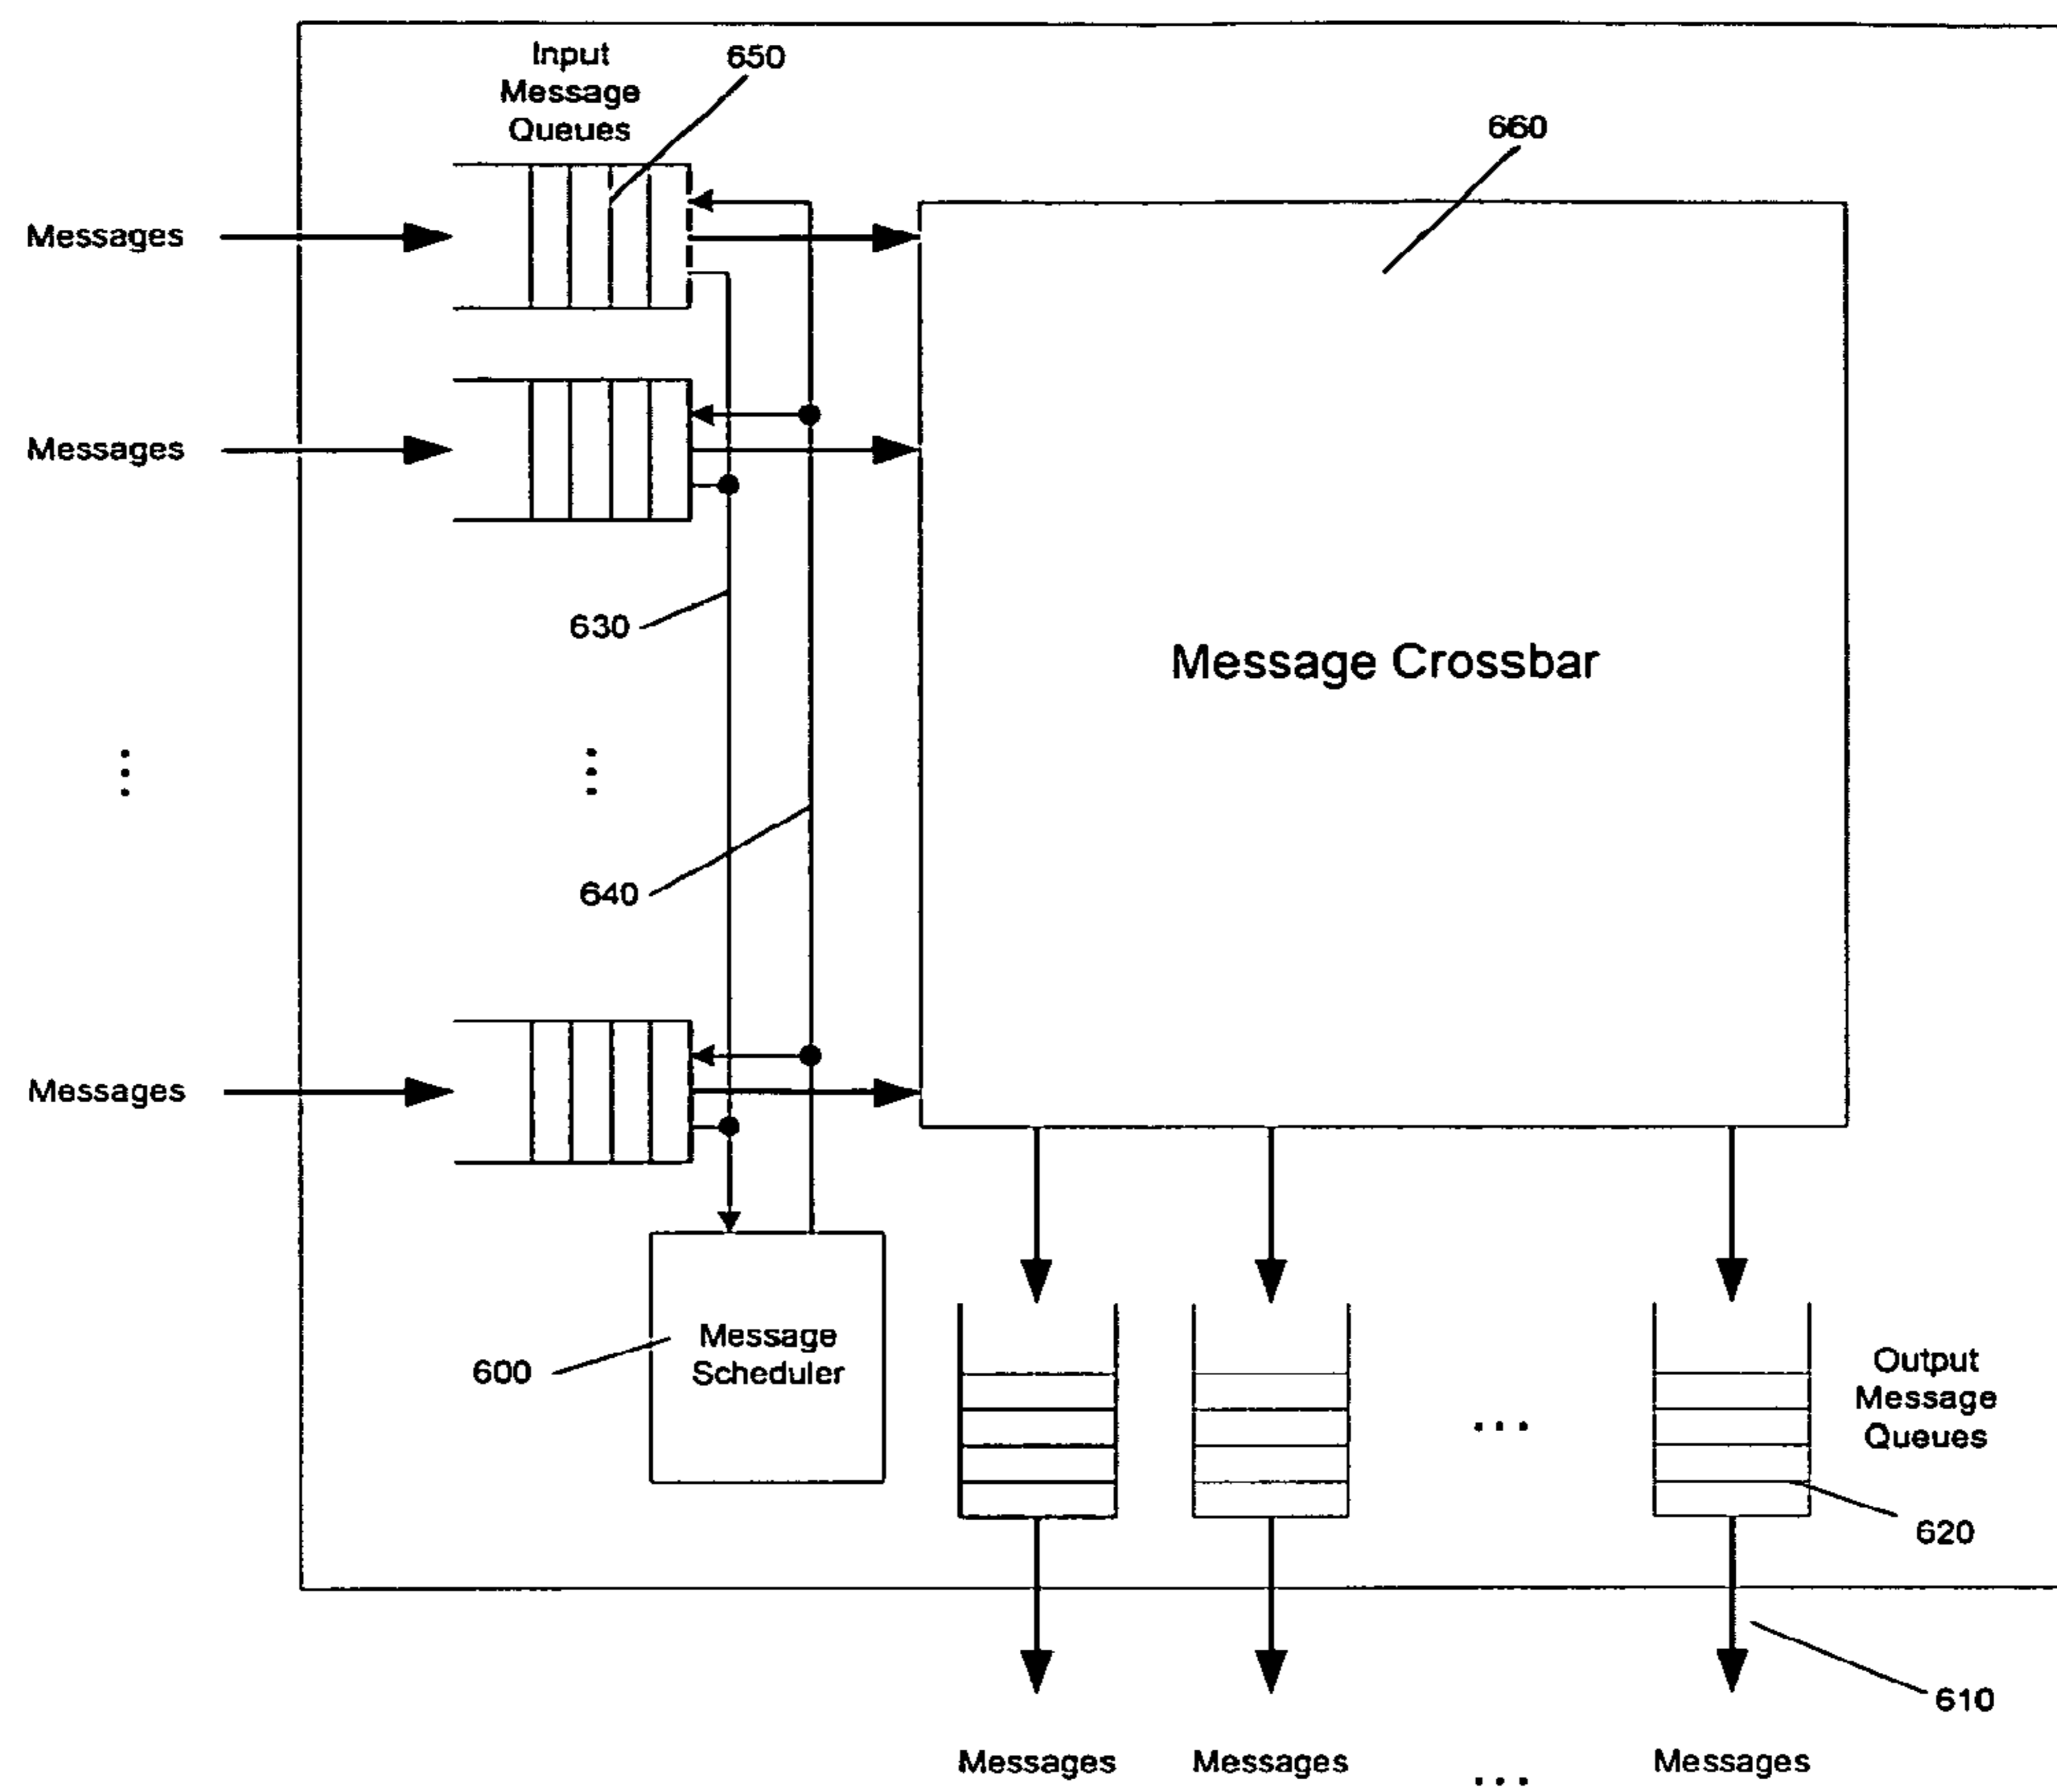 Input
Message
Queues
650
660
Messages
Messages
630
Message Crossbar
640
Messages
Message
Scheduler
600
Output
Message
Queues
620
610
Messages
Messages
Messages